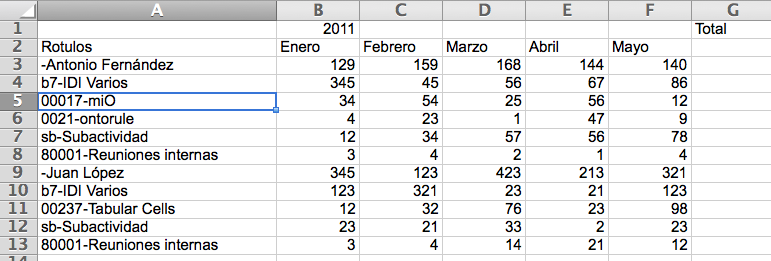 A B C D E F G
1 2011 Total
2 Rotulos Enero Febrero Marzo Abril Mayo
3 -Antonio Fernández 129 159 168 144 140
4 b7-IDI Varios 345 45 56 67 86
5 00017-miO 34 54 25 56 12
6 0021-ontorule 4 23 1 47 9
7 sb-Subactividad 12 34 57 56 78
8 80001-Reuniones internas 3 4 2 1 4
9 -Juan López 345 123 423 213 321
10 b7-IDI Varios 123 321 23 21 123
11 00237-Tabular Cells 12 32 76 23 98
12 sb-Subactividad 23 21 33 2 23
13 80001-Reuniones internas 3 4 14 21 12